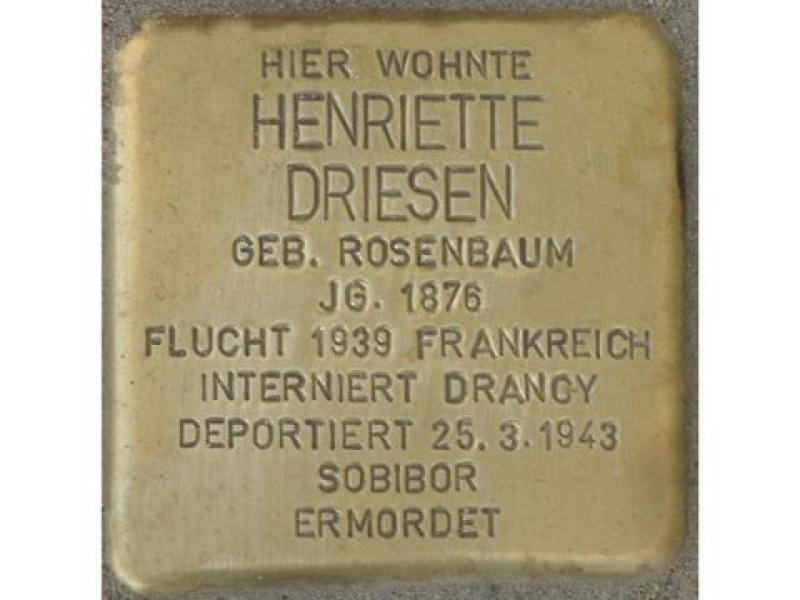 HIER WOHNTE
HENRIETTE
DRIESEN
GEB. ROSENBAUM
JG. 1876
FLUCHT 1939 FRANKREICH
INTERNIERT DRANCY
DEPORTIERT 25.3.1943
SOBIBOR
ERMORDET